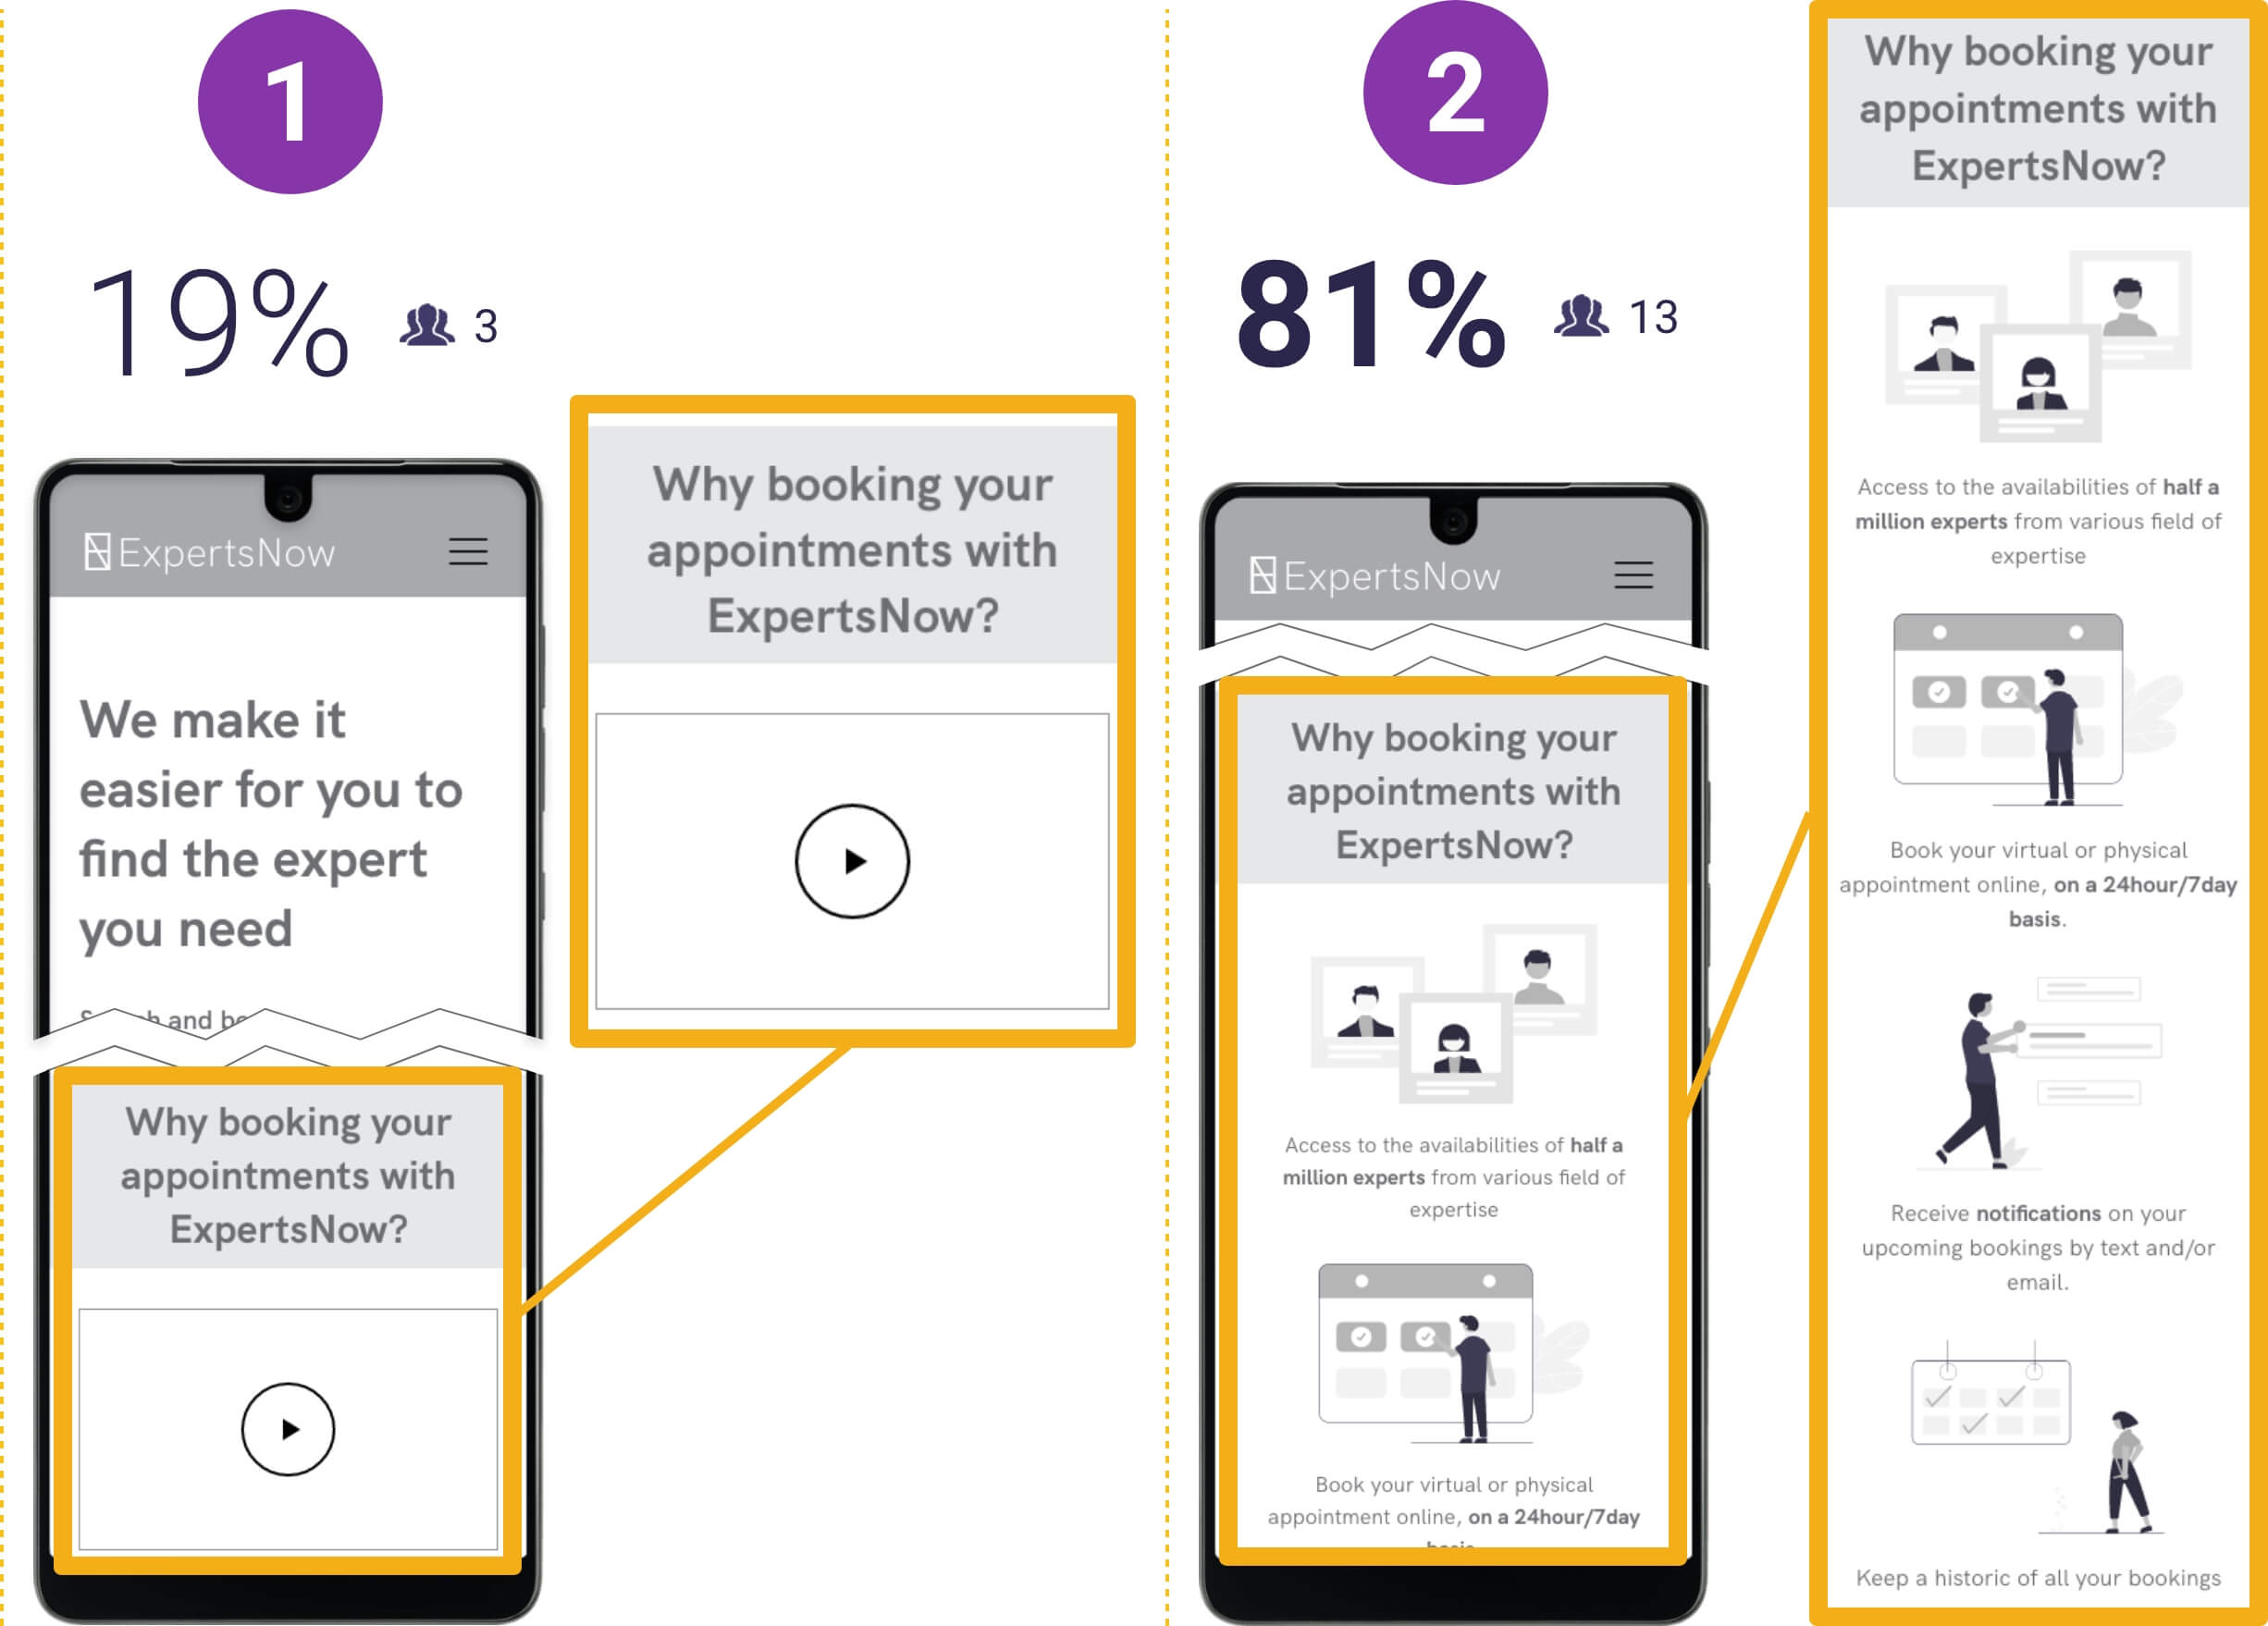 1
19%
3
ExpertsNow
We make it
easier for you to
find the expert
you need
and
Why booking your
appointments with
ExpertsNow?
Why booking your
appointments with
ExpertsNow?
2
81%
13
ExpertsNow
Why booking your
appointments with
ExpertsNow?
Access to the availabilities of half a
million experts from various field of
expertise
Book your virtual or physical
appointment online, on a 24hour/7day
Why booking your
appointments with
ExpertsNow?
Access to the availabilities of half a
million experts from various field of
expertise
Book your virtual or physical
appointment online, on a 24hour/7day
basis.
Receive notifications on your
upcoming bookings by text and/or
email.
Keep a historic of all your bookings